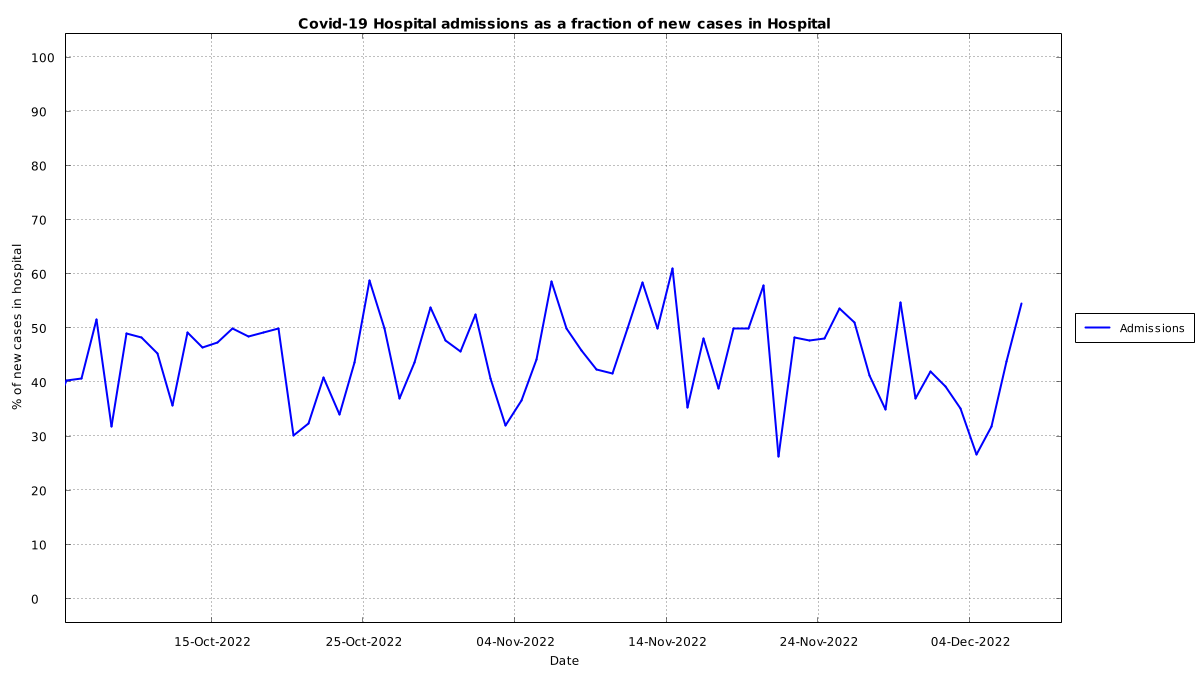 Covid-19 Hospital admissions as a fraction of new cases in Hospital
100
90
80
70
60
50
40
30
20
10
0
% of new cases in hospital
Admissions
15-Oct-2022 25-Oct-2022 04-Nov-2022 14-Nov-2022 24-Nov-2022 04-Dec-2022
Date